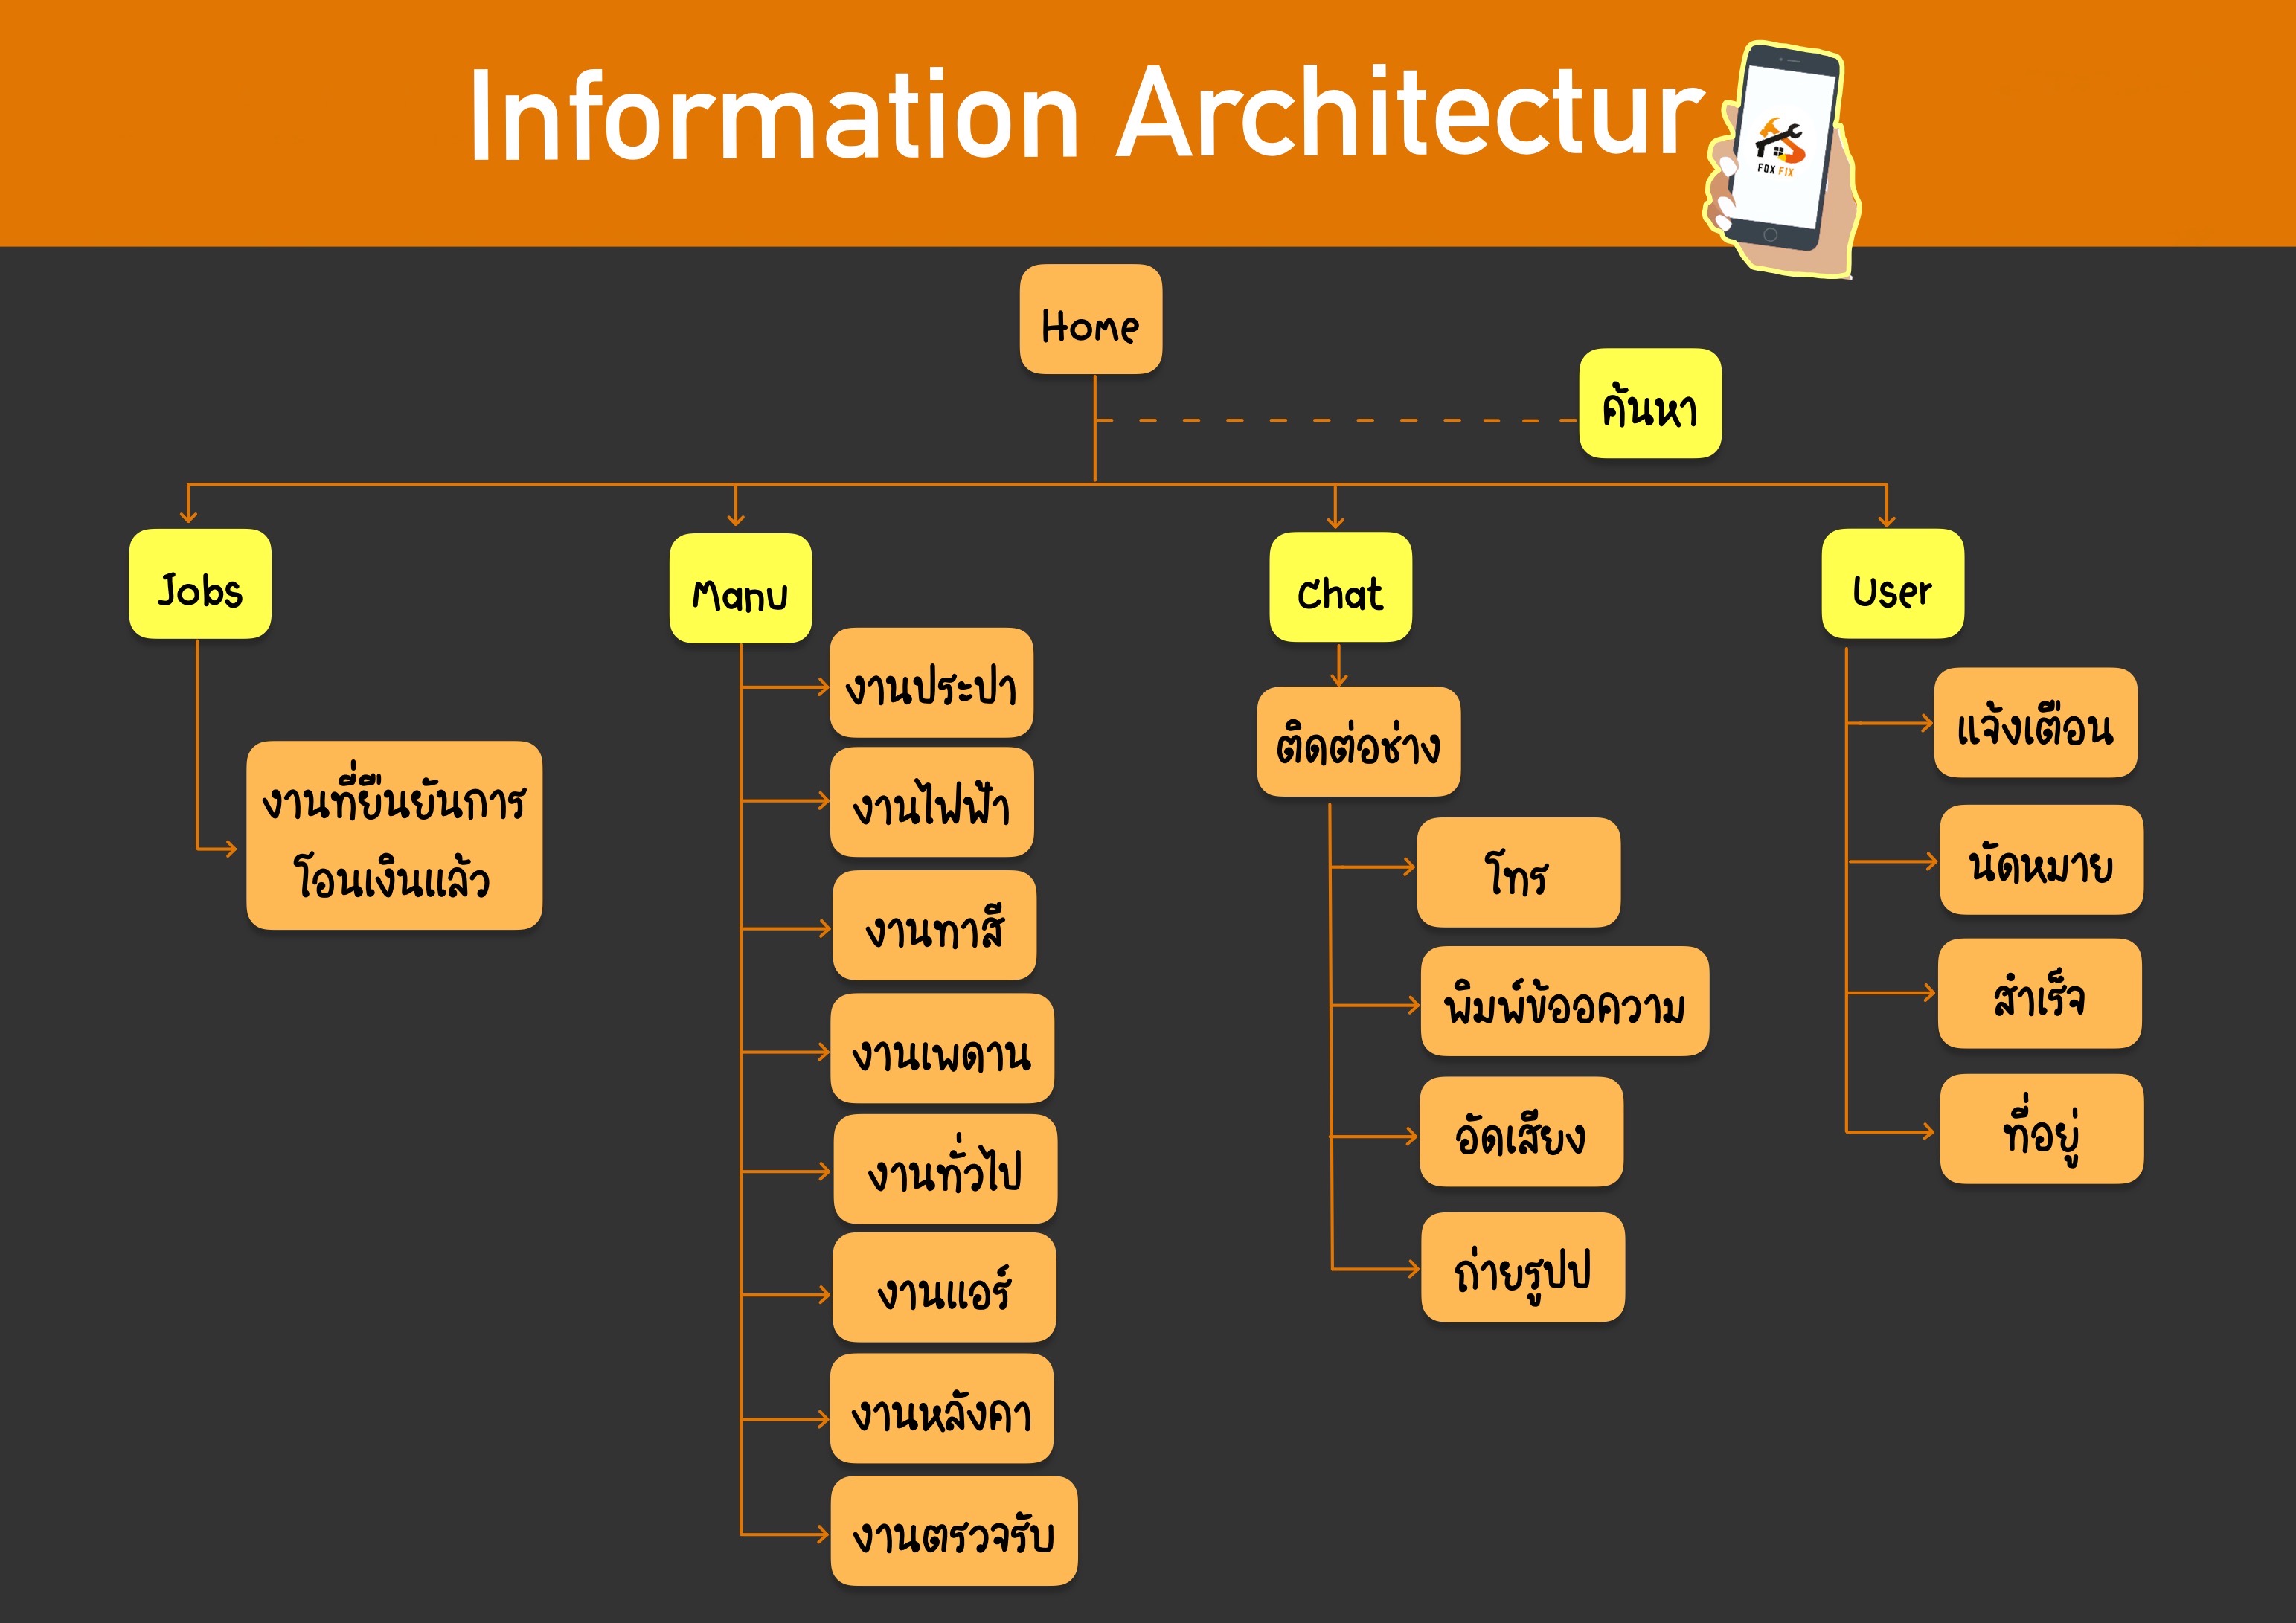 Information Architectur
FOX FIX
Home
ค้นหา
Jobs
Manu
Chat
User
งานที่ยืนยันการ
โอนเงินแล้ว
งานประปา
งานไฟฟ้า
งานทาสี
งานเพดาน
งานทั่วไป
งานแอร์
งานหลังคา
งานตรวจรับ
ติดต่อช่าง
โทร
พิมพ์ข้ออความ
อัดเสียง
ถ่ายรูปป
แจ้งเตือน
นัดหมาย
สำเร็จ
ที่อยู่